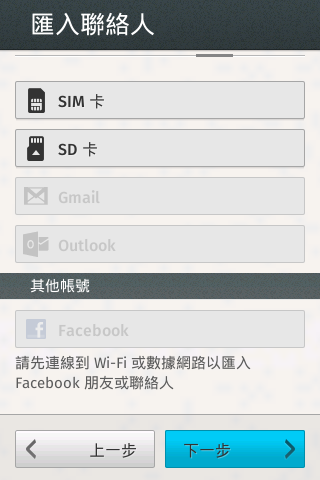 匯入聯絡人
SIM 卡
SD 卡
Gmail
Outlook
其他帳號
Facebook
請先連線到 Wi-Fi 或數據網路以匯入
Facebook 朋友或聯絡人
上一步
下一步